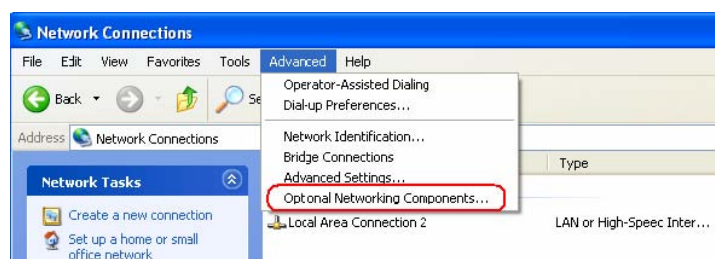 Network Connections
File Edit View Favorites Tools Advanced Help
Back
Se
Address Network Connections
Operator-Assisted Dialing
Dial-up Preferences...
Network Identification...
Bridge Connections
Advanced Settings...
Optional Networking Components...
Type
Network Tasks
Create a new connection
Set up a home or small
office network
Local Area Connection 2
LAN or High-Speec Inter...